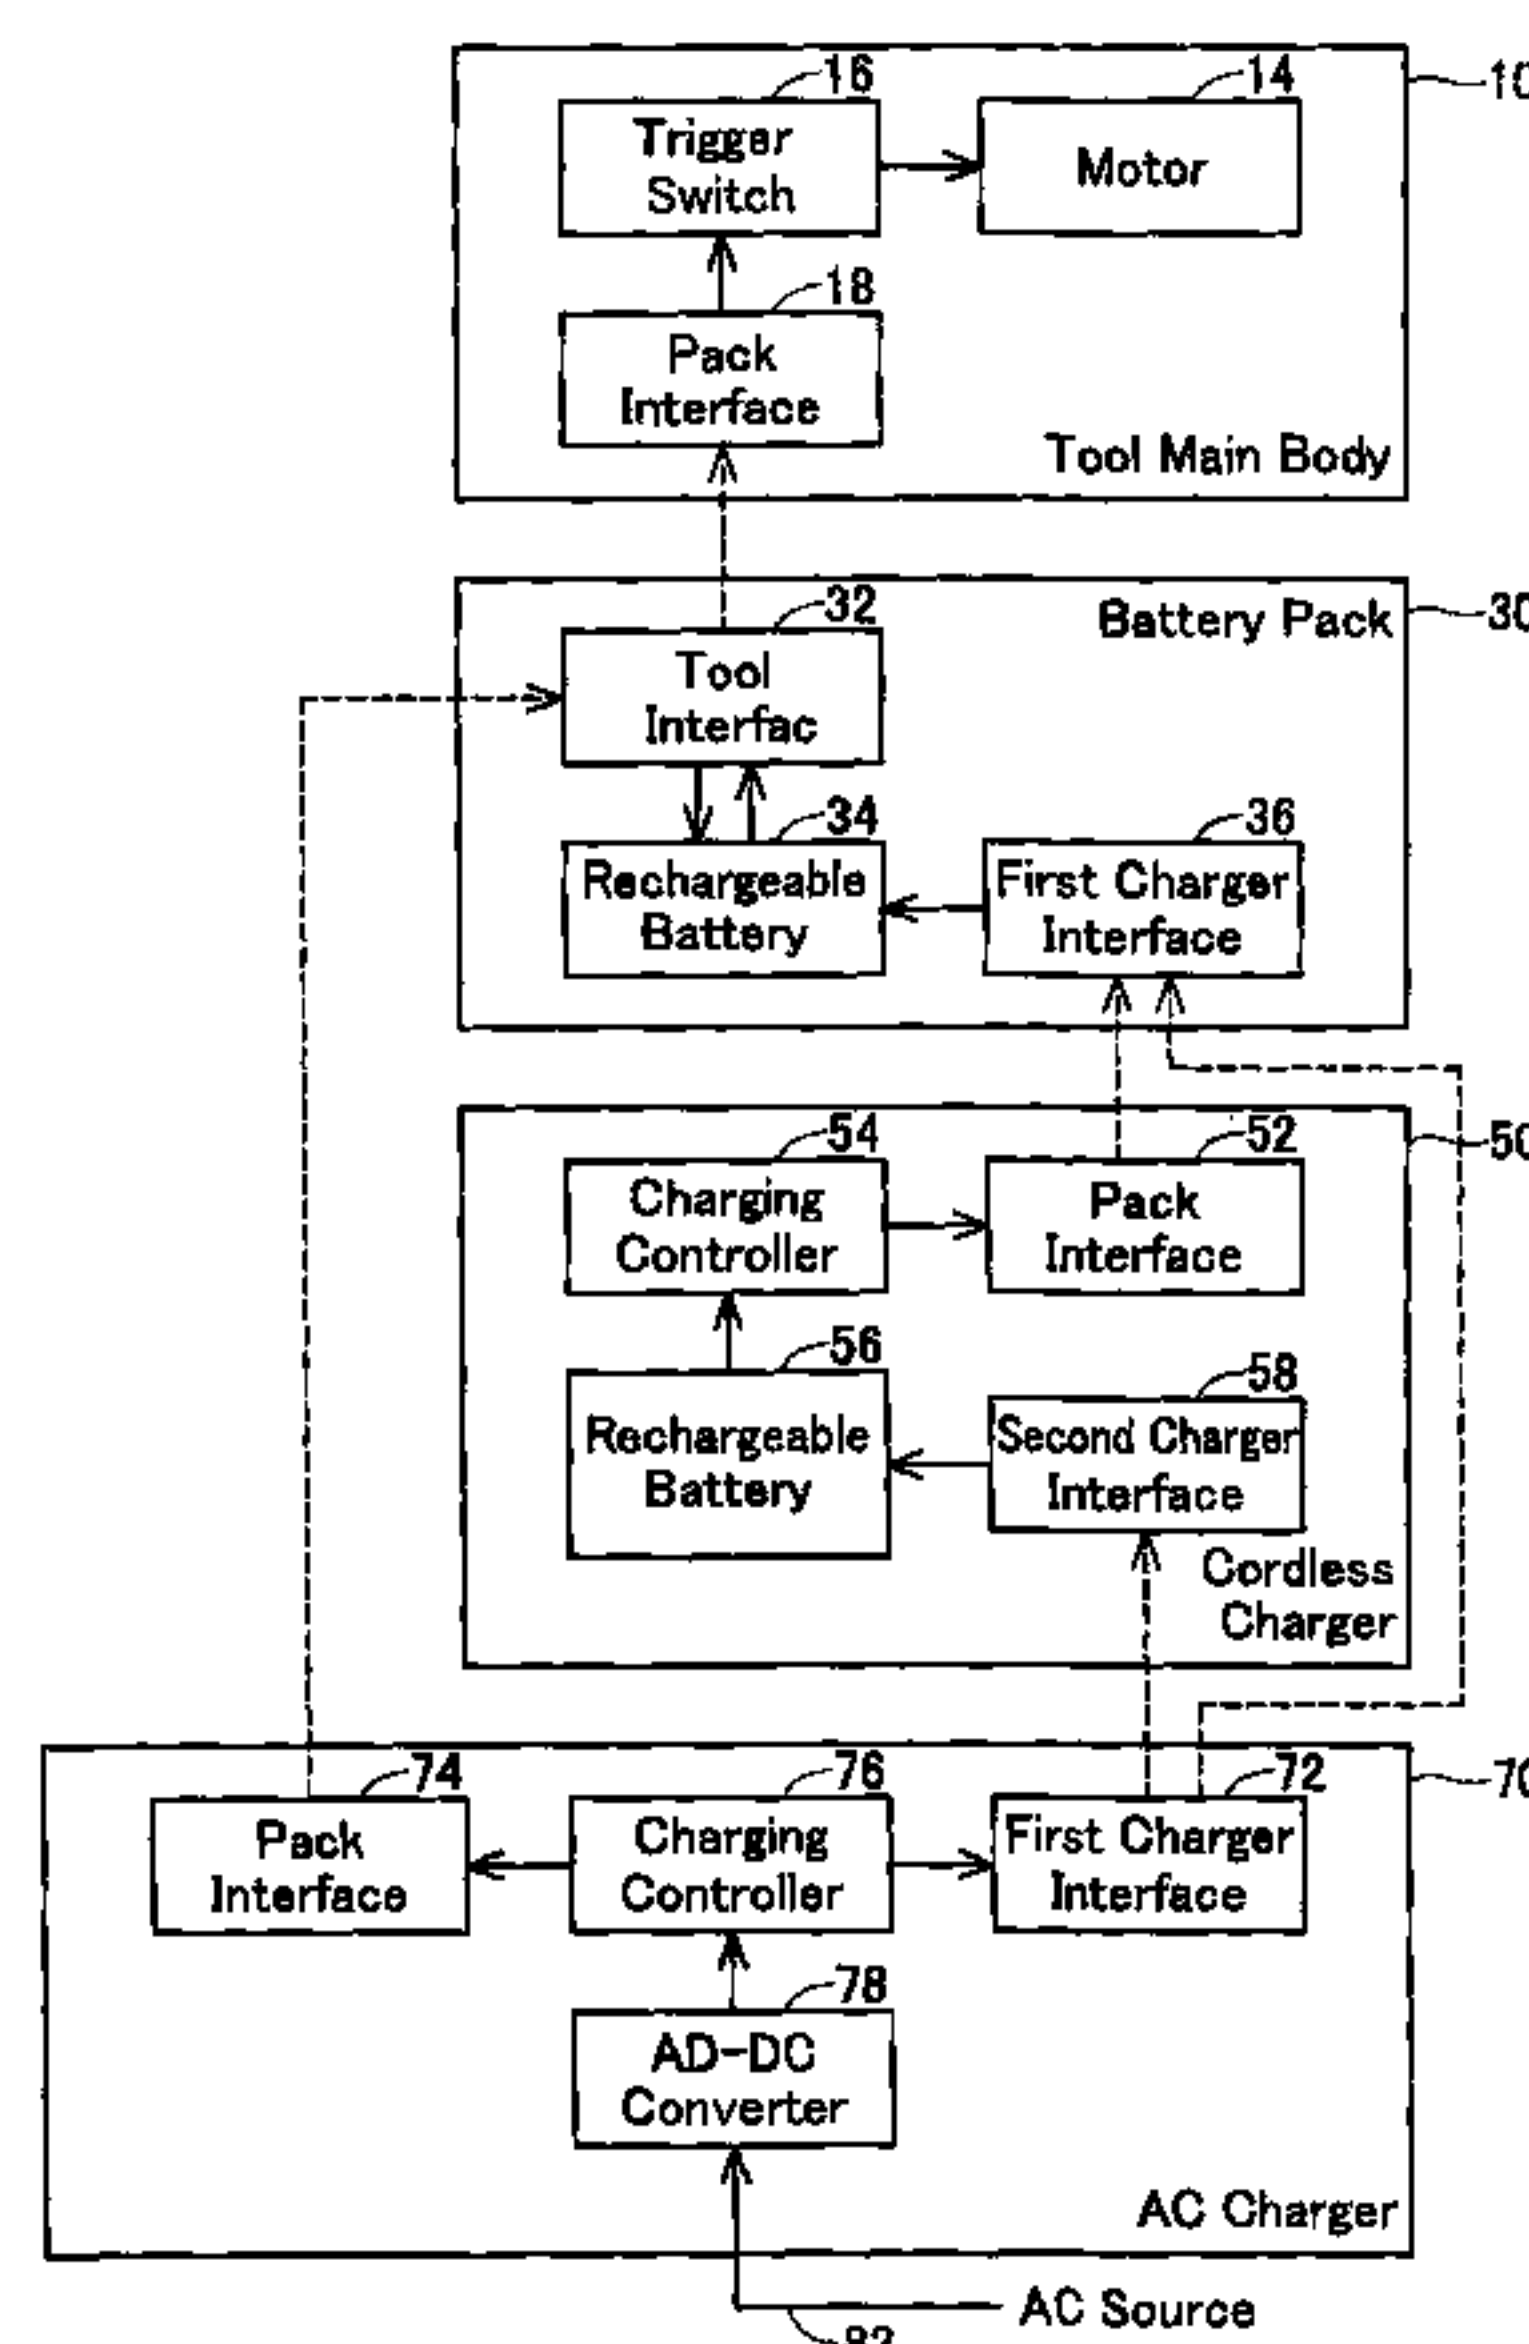 16
14
10
Trigger
Switch
Motor
18
Pack
Interface
Tool Main Body
32
Battery Pack
30
Tool
Interfac
34
36
Rechargeable
Battery
First Charger
Interface
54
52
50
Charging
Controller
Pack
Interface
56
58
Rechargeable
Battery
Second Charger
Interface
Cordless
Charger
74
76
72
70
Pack
Interface
Charging
Controller
First Charger
Interface
78
AD-DC
Converter
AC Charger
AC Source